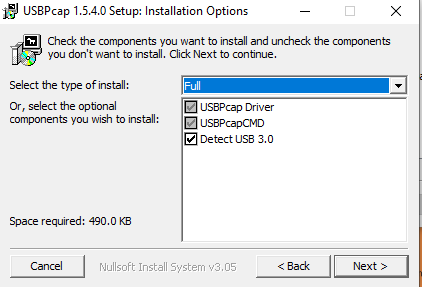 USBPcap 1.5.4.0 Setup: Installation Options
Check the components you want to install and uncheck the components
you don't want to install. Click Next to continue.
Select the type of install:
Full
Or, select the optional
components you wish to install:
USBPcap Driver
USBPcapCMD
Detect USB 3.0
Space required: 490.0 KB
Cancel
Nullsoft Install System v3.05
< Back
Next >